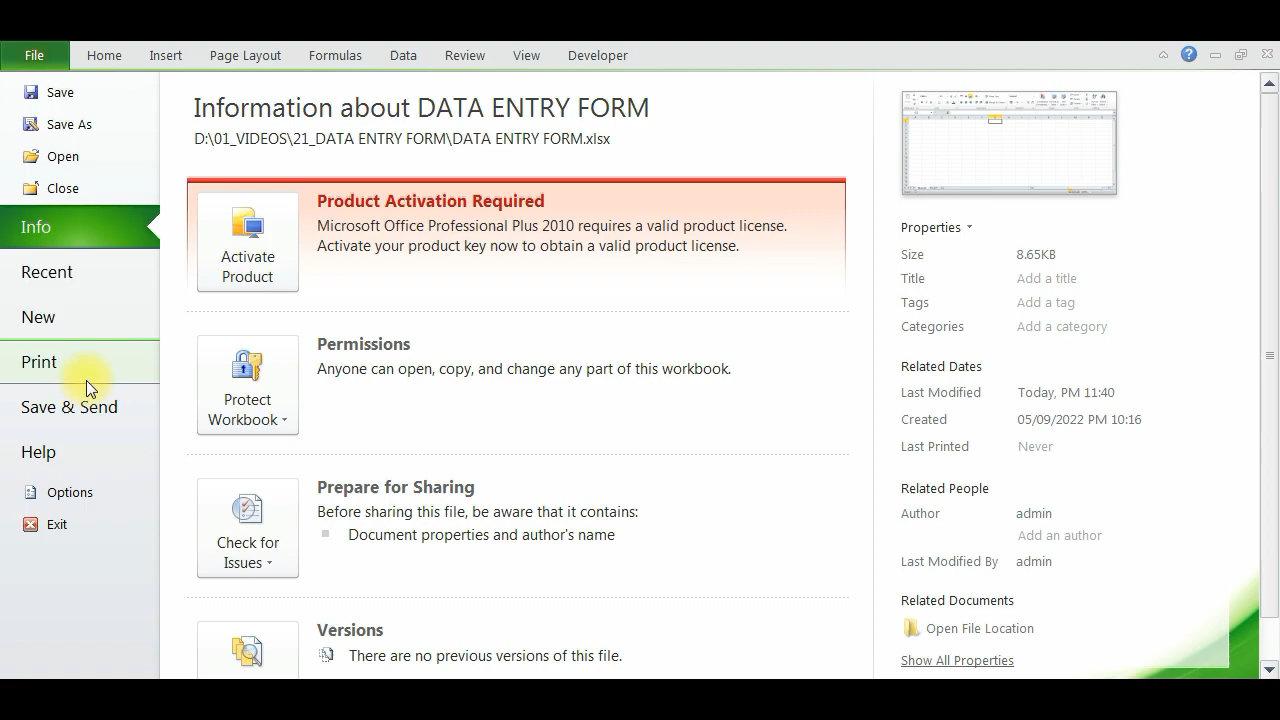 File Home Insert Page Layout Formulas Data Review View Developer
Save
Save As
Open
Close
Info
Recent
New
Print
Save & Send
Help
Options
Exit
Information about DATA ENTRY FORM
D:\01_VIDEOS\21_DATA ENTRY FORM\DATA ENTRY FORM.xlsx
Activate
Product
Product Activation Required
Microsoft Office Professional Plus 2010 requires a valid product license.
Activate your product key now to obtain a valid product license.
Protect
Workbook
Permissions
Anyone can open, copy, and change any part of this workbook.
Check for
Issues
Prepare for Sharing
Before sharing this file, be aware that it contains:
Document properties and author's name
Versions
There are no previous versions of this file.
Properties
Size 8.65KB
Title Add a title
Tags Add a tag
Categories Add a category
Related Dates
Last Modified Today, PM 11:40
Created 05/09/2022 PM 10:16
Last Printed Never
Related People
Author admin
Add an author
Last Modified By admin
Related Documents
Open File Location
Show All Properties